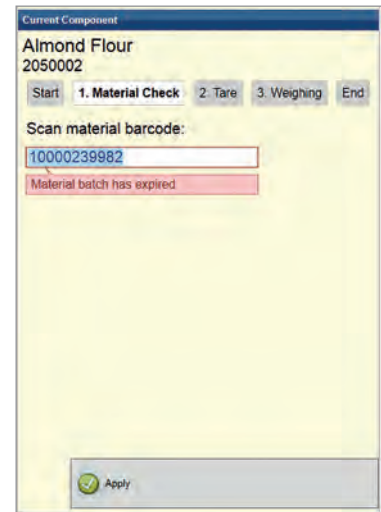 Current Component
Almond Flour
2050002
Start 1. Material Check 2. Tare 3. Weighing End
Scan material barcode:
10000239982
Material batch has expired
Apply